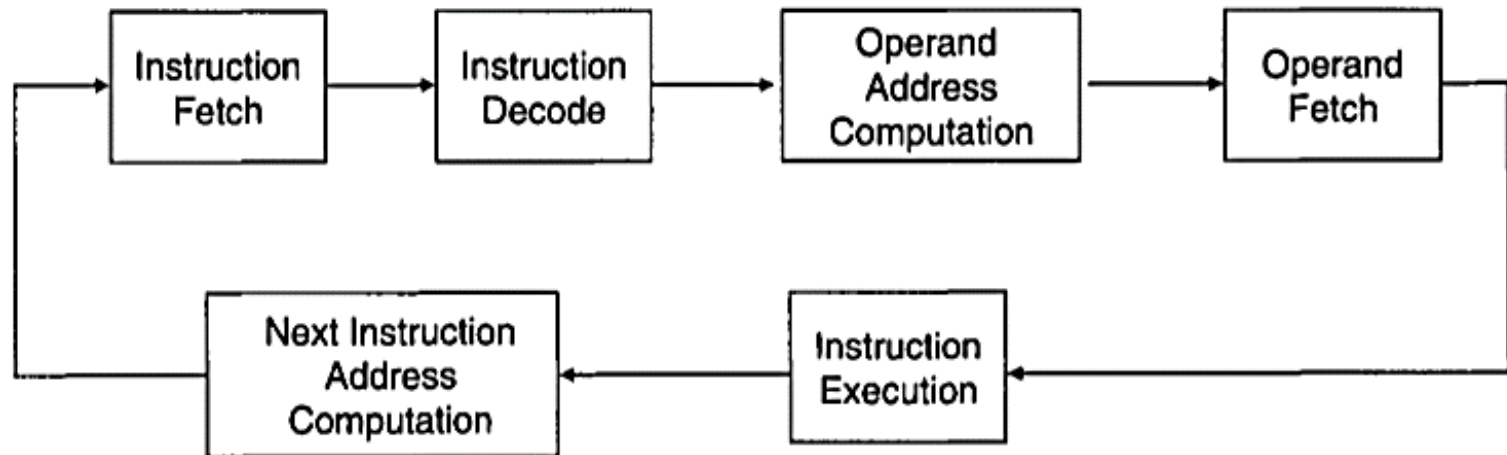 Instruction
Fetch
Instruction
Decode
Operand
Address
Computation
Operand
Fetch
Next Instruction
Address
Computation
Instruction
Execution